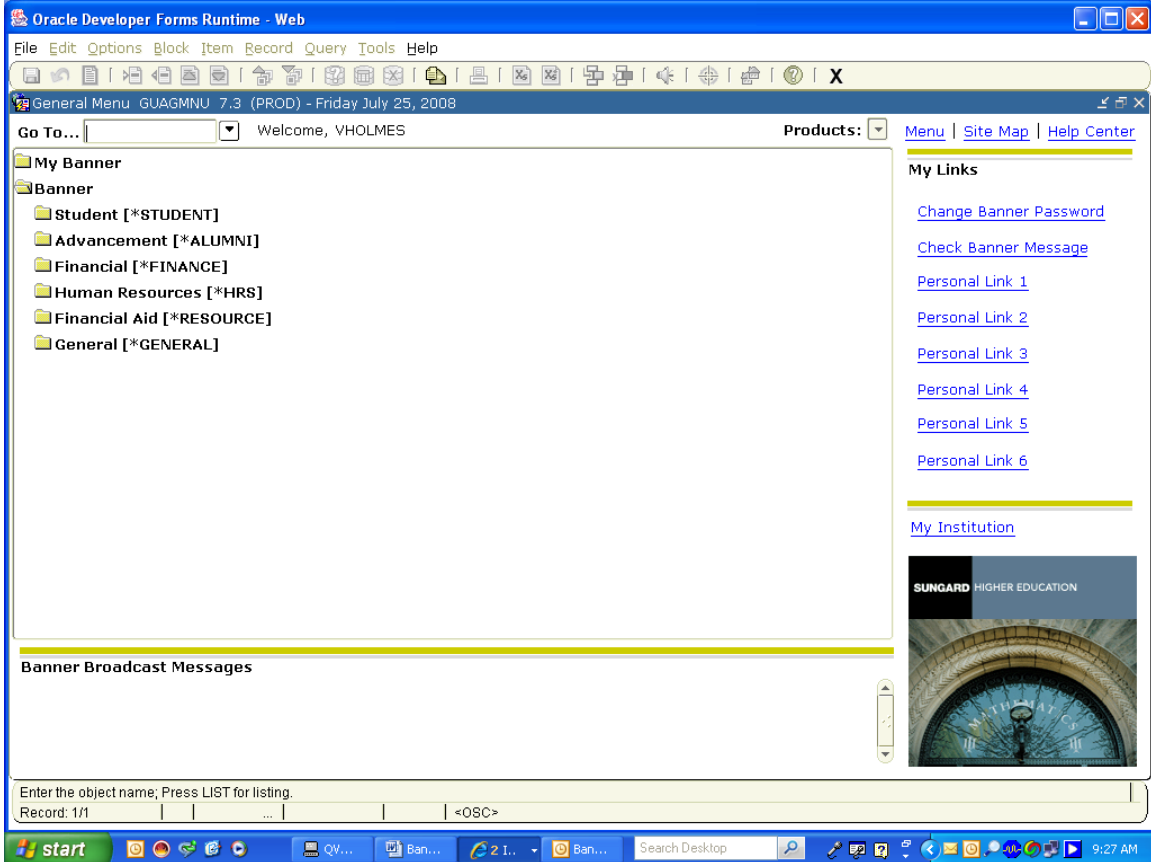 Oracle Developer Forms Runtime - Web
File Edit Options Block Item Record Query Tools Help
X
General Menu GUAGMNU 7.3 (PROD) - Friday July 25, 2008
Go To... Welcome, VHOLMES Products: Menu | Site Map | Help Center
My Banner
Banner
Student [*STUDENT]
Advancement [*ALUMNI]
Financial [*FINANCE]
Human Resources [*HRS]
Financial Aid [*RESOURCE]
General [*GENERAL]
My Links
Change Banner Password
Check Banner Message
Personal Link 1
Personal Link 2
Personal Link 3
Personal Link 4
Personal Link 5
Personal Link 6
My Institution
SUNGARD HIGHER EDUCATION
MATHEMATICS
Banner Broadcast Messages
Enter the object name; Press LIST for listing.
Record: 1/1 ... <OSC>
start QV... Ban... 2 I.. Ban... Search Desktop 9:27 AM